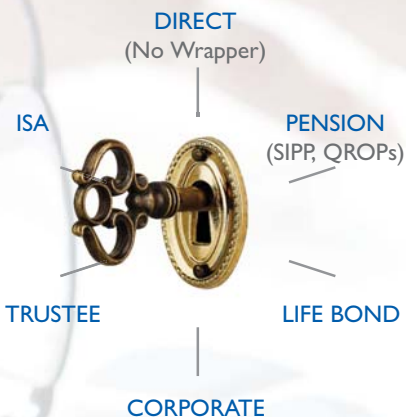 DIRECT
(No Wrapper)
ISA
PENSION
(SIPP, QROPs)
TRUSTEE
LIFE BOND
CORPORATE